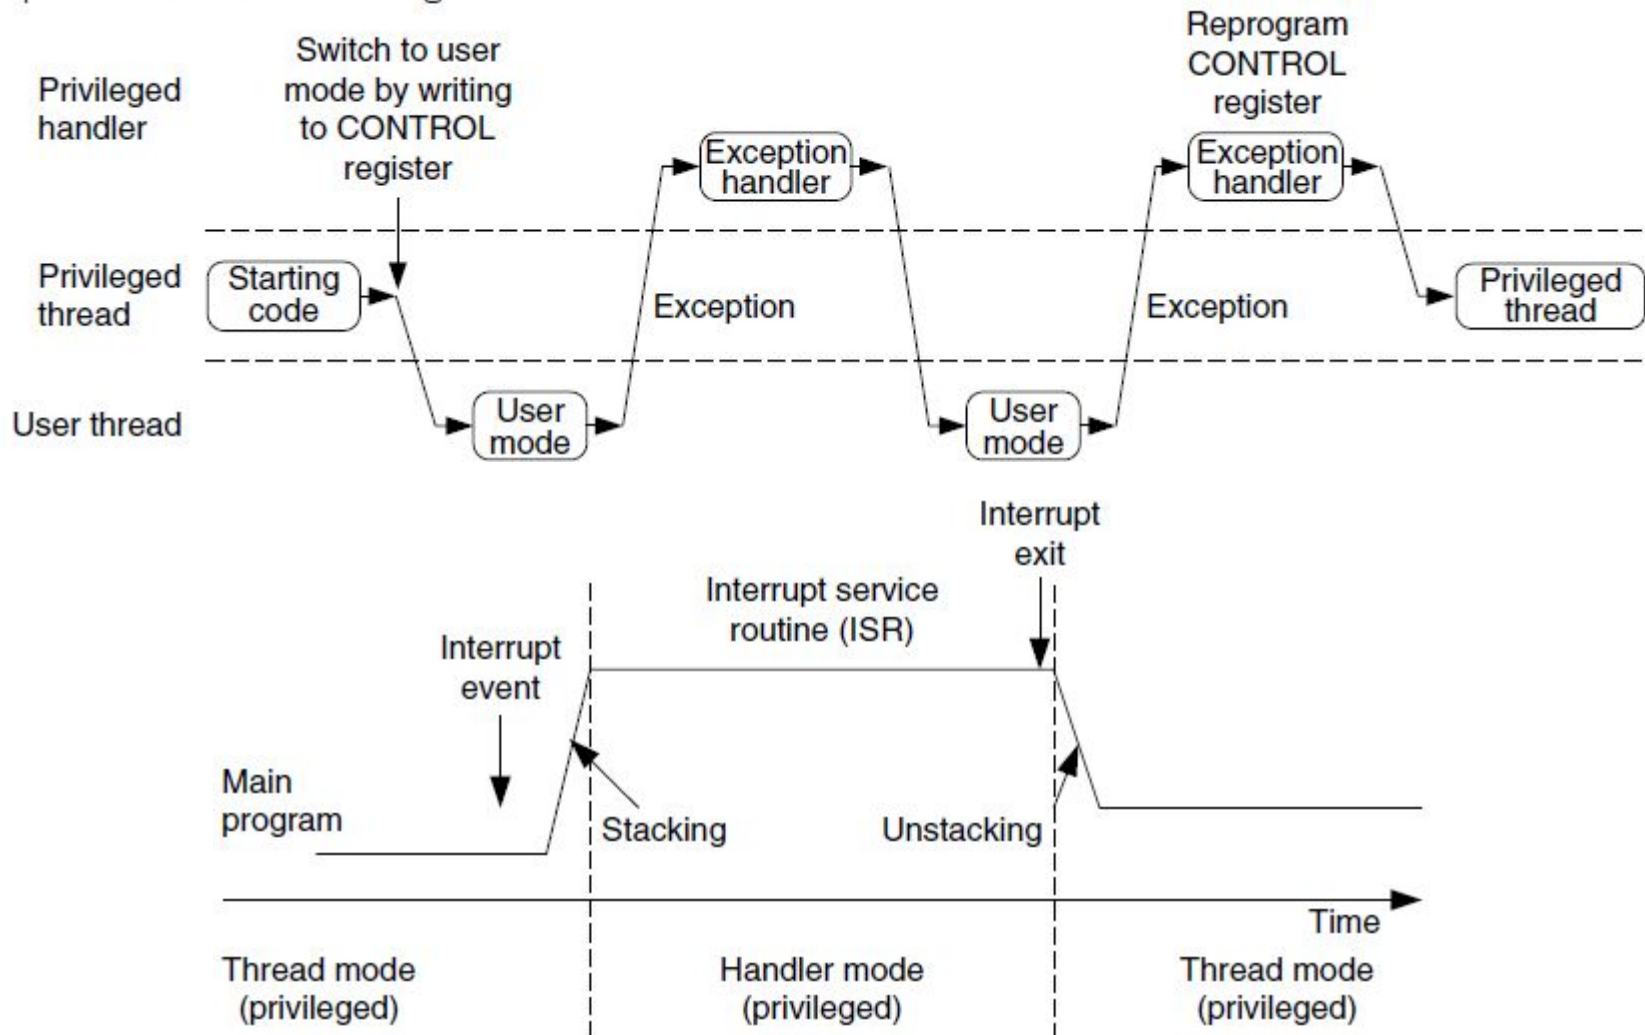 Reprogram
CONTROL
register
Switch to user
mode by writing
to CONTROL
register
Privileged
handler
Exception
handler
Exception
handler
Privileged
thread
Starting
code
Exception
Exception
Privileged
thread
User thread
User
mode
User
mode
Interrupt
exit
Interrupt service
routine (ISR)
Interrupt
event
Main
program
Stacking
Unstacking
Time
Thread mode
(privileged)
Handler mode
(privileged)
Thread mode
(privileged)